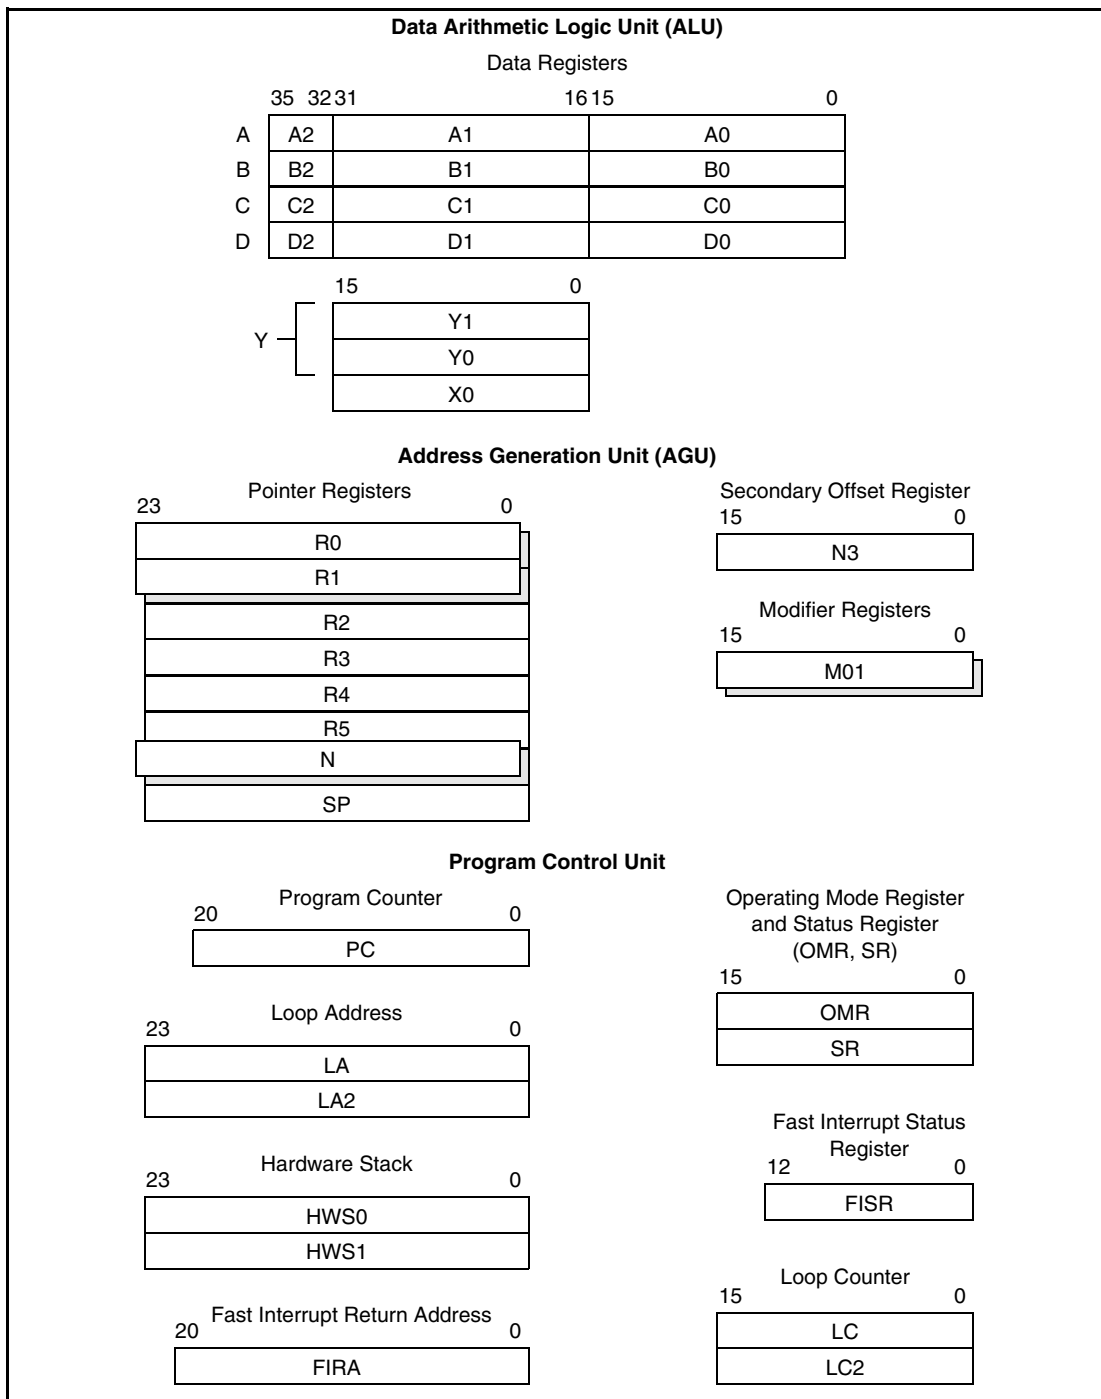 Data Arithmetic Logic Unit (ALU)
Data Registers
35 32 31 16 15 0
A A2 A1 A0
B B2 B1 B0
C C2 C1 C0
D D2 D1 D0
15 0
Y1
Y
Y0
X0
Address Generation Unit (AGU)
Pointer Registers
23 0
R0
R1
R2
R3
R4
R5
N
SP
Secondary Offset Register
15 0
N3
Modifier Registers
15 0
M01
Program Control Unit
Program Counter
20 0
PC
Loop Address
23 0
LA
LA2
Hardware Stack
23 0
HWS0
HWS1
Fast Interrupt Return Address
20 0
FIRA
Operating Mode Register
and Status Register
(OMR, SR)
15 0
OMR
SR
Fast Interrupt Status
Register
12 0
FISR
Loop Counter
15 0
LC
LC2